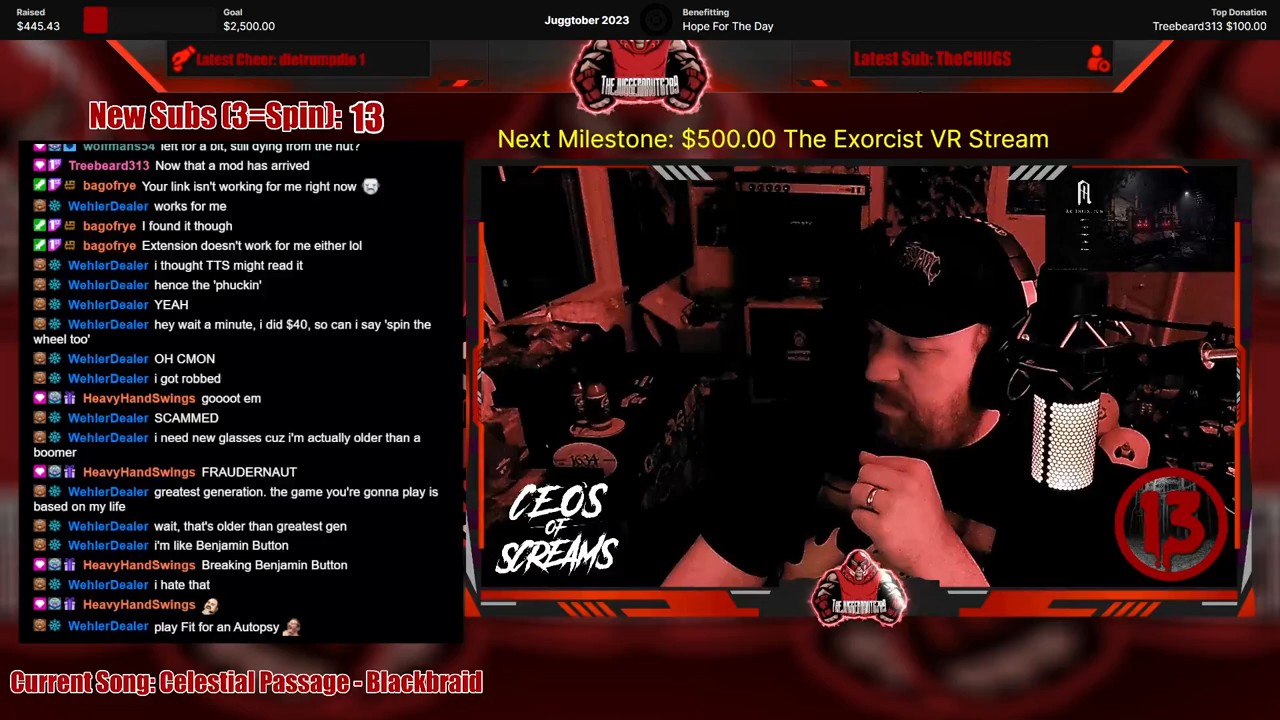 Raised
$445.43
Goal
$2,500.00
Juggtober 2023
Benefitting
Hope For The Day
Top Donation
Treebeard313 $100.00
Latest Cheer: dietrumpdie 1
Latest Sub: TheCHUGS
THEJUGGERNAUT6789
New Subs (3=Spin): 13
Next Milestone: $500.00 The Exorcist VR Stream
wolfmans54 left for a bit, still dying from the nut?
Treebeard313 Now that a mod has arrived
bagofrye Your link isn't working for me right now
WehlerDealer works for me
bagofrye I found it though
bagofrye Extension doesn't work for me either lol
WehlerDealer i thought TTS might read it
WehlerDealer hence the 'phuckin'
WehlerDealer YEAH
WehlerDealer hey wait a minute, i did $40, so can i say 'spin the
wheel too'
WehlerDealer OH CMON
WehlerDealer i got robbed
HeavyHandSwings goooot em
WehlerDealer SCAMMED
WehlerDealer i need new glasses cuz i'm actually older than a
boomer
HeavyHandSwings FRAUDERNAUT
WehlerDealer greatest generation. the game you're gonna play is
based on my life
WehlerDealer wait, that's older than greatest gen
WehlerDealer i'm like Benjamin Button
HeavyHandSwings Breaking Benjamin Button
WehlerDealer i hate that
HeavyHandSwings
WehlerDealer play Fit for an Autopsy
1634
CEO'S
OF
SCREAMS
13
Current Song: Celestial Passage - Blackbraid